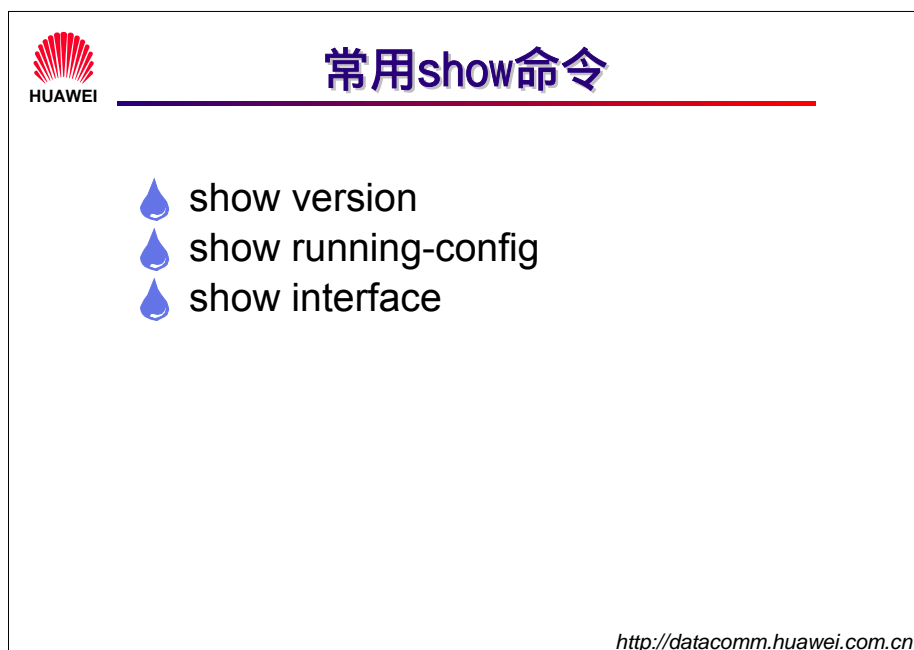 常用show命令
HUAWEI
show version
show running-config
show interface
http://datacomm.huawei.com.cn